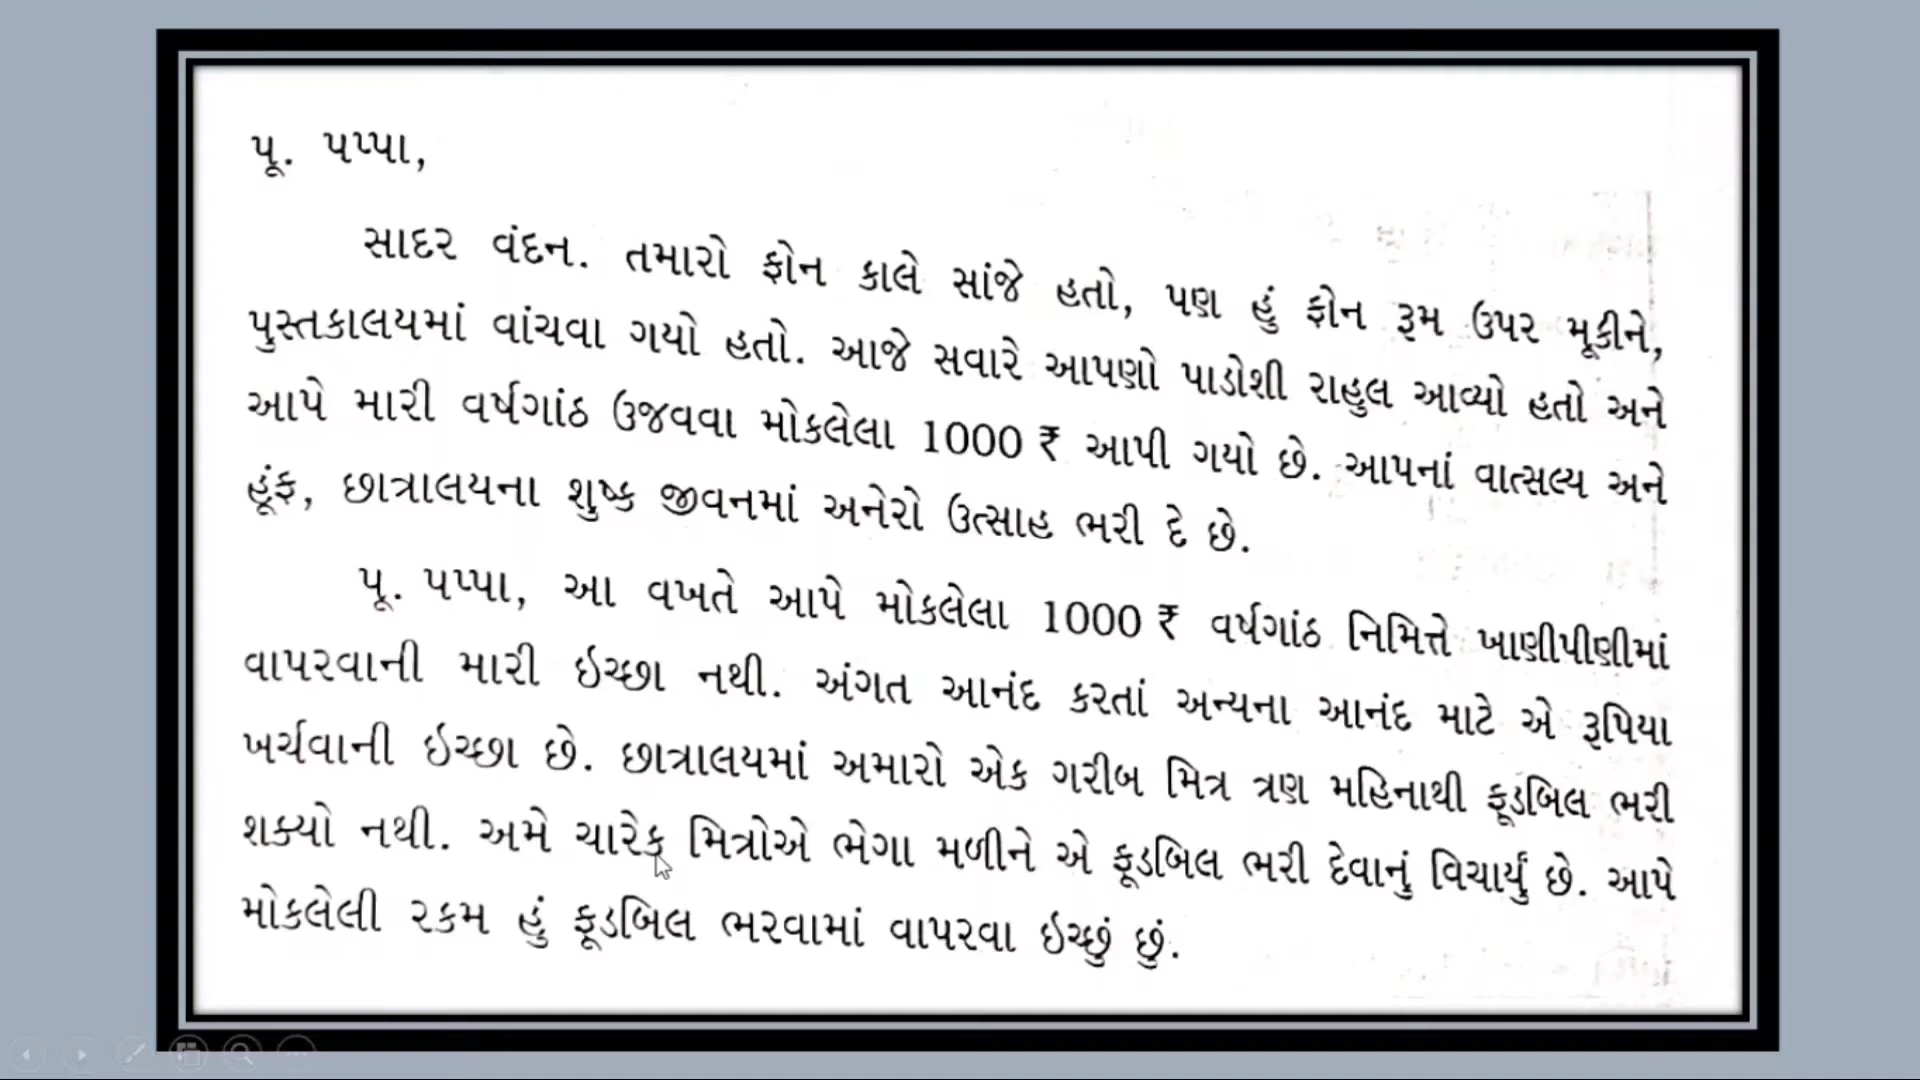 પૂ. પપ્પા,
સાદર વંદન. તમારો ફોન કાલે સાંજે હતો, પણ હું ફોન રૂમ ઉપર મૂકીને,
પુસ્તકાલયમાં વાંચવા ગયો હતો. આજે સવારે આપણો પાડોશી રાહુલ આવ્યો હતો અને
આપે મારી વર્ષગાંઠ ઉજવવા મોકલેલા 1000 ₹ આપી ગયો છે. આપનાં વાત્સલ્ય અને
હૂંફ, છાત્રાલયના શુષ્ક જીવનમાં અનેરો ઉત્સાહ ભરી દે છે.
પૂ. પપ્પા, આ વખતે આપે મોકલેલા 1000 ₹ વર્ષગાંઠ નિમિત્તે ખાણીપીણીમાં
વાપરવાની મારી ઇચ્છા નથી. અંગત આનંદ કરતાં અન્યના આનંદ માટે એ રૂપિયા
ખર્ચવાની ઇચ્છા છે. છાત્રાલયમાં અમારો એક ગરીબ મિત્ર ત્રણ મહિનાથી ફૂડબિલ ભરી
શક્યો નથી. અમે ચારેક મિત્રોએ ભેગા મળીને એ ફૂડબિલ ભરી દેવાનું વિચાર્યું છે. આપે
મોકલેલી રકમ હું ફૂડબિલ ભરવામાં વાપરવા ઇચ્છું છું.